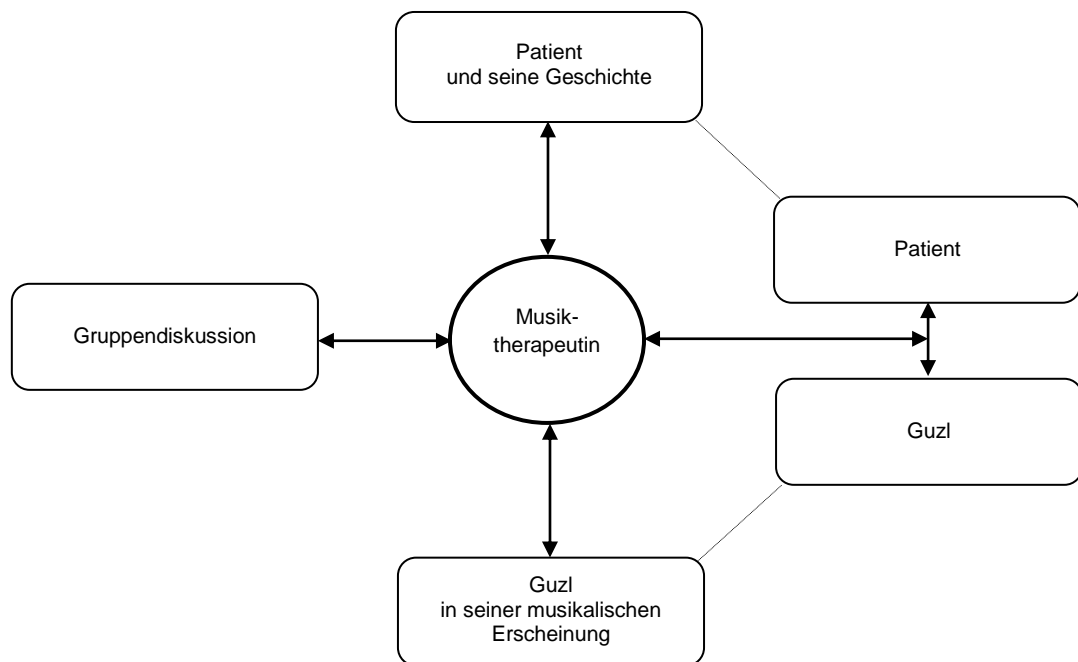 Patient
und seine Geschichte
Patient
Gruppendiskussion
Musik-
therapeutin
Guzl
Guzl
in seiner musikalischen
Erscheinung